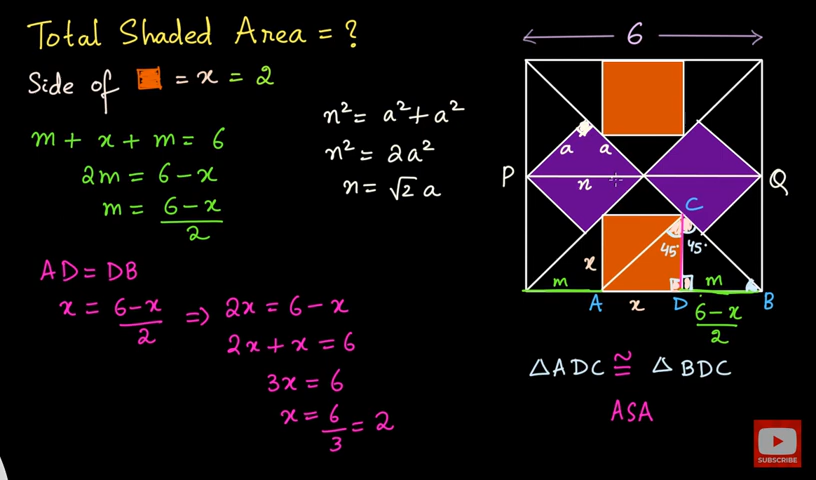 Total Shaded Area = ?
Side of = x = 2
m + x + m = 6
2m = 6 - x
m = (6 - x)/2
n² = a² + a²
n² = 2a²
n = √2 a
AD = DB
x = (6 - x)/2 ⇒ 2x = 6 - x
2x + x = 6
3x = 6
x = 6/3 = 2
6
a a
P n Q
C
x 45° 45°
m m
A x D B
(6 - x)/2
△ADC ≅ △BDC
ASA
SUBSCRIBE